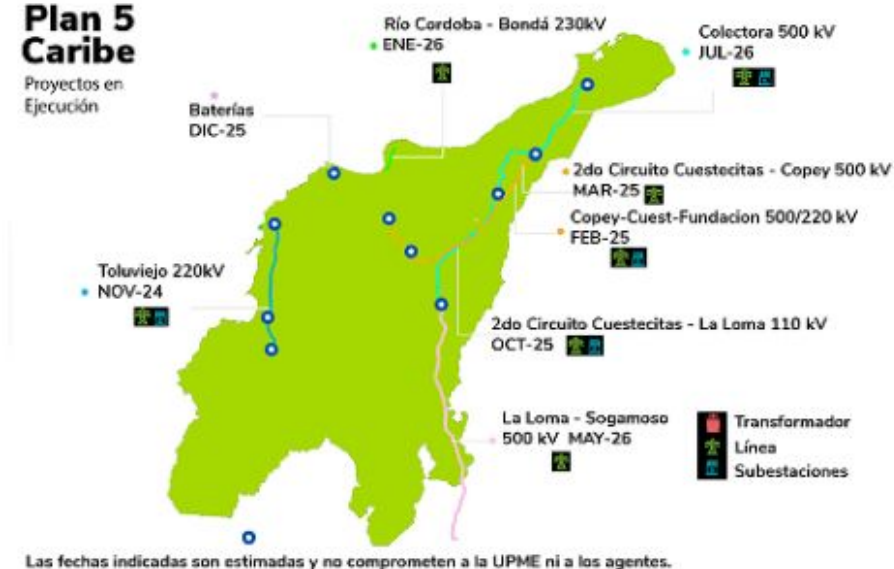 Plan 5
Caribe
Proyectos en
Ejecución
Río Cordoba - Bondá 230kV
ENE-26
Colectora 500 kV
JUL-26
Baterías
DIC-25
2do Circuito Cuestecitas - Copey 500 kV
MAR-25
Copey-Cuest-Fundacion 500/220 kV
FEB-25
Toluviejo 220kV
NOV-24
2do Circuito Cuestecitas - La Loma 110 kV
OCT-25
La Loma - Sogamoso
500 kV MAY-26
Transformador
Línea
Subestaciones
Las fechas indicadas son estimadas y no comprometen a la UPME ni a los agentes.